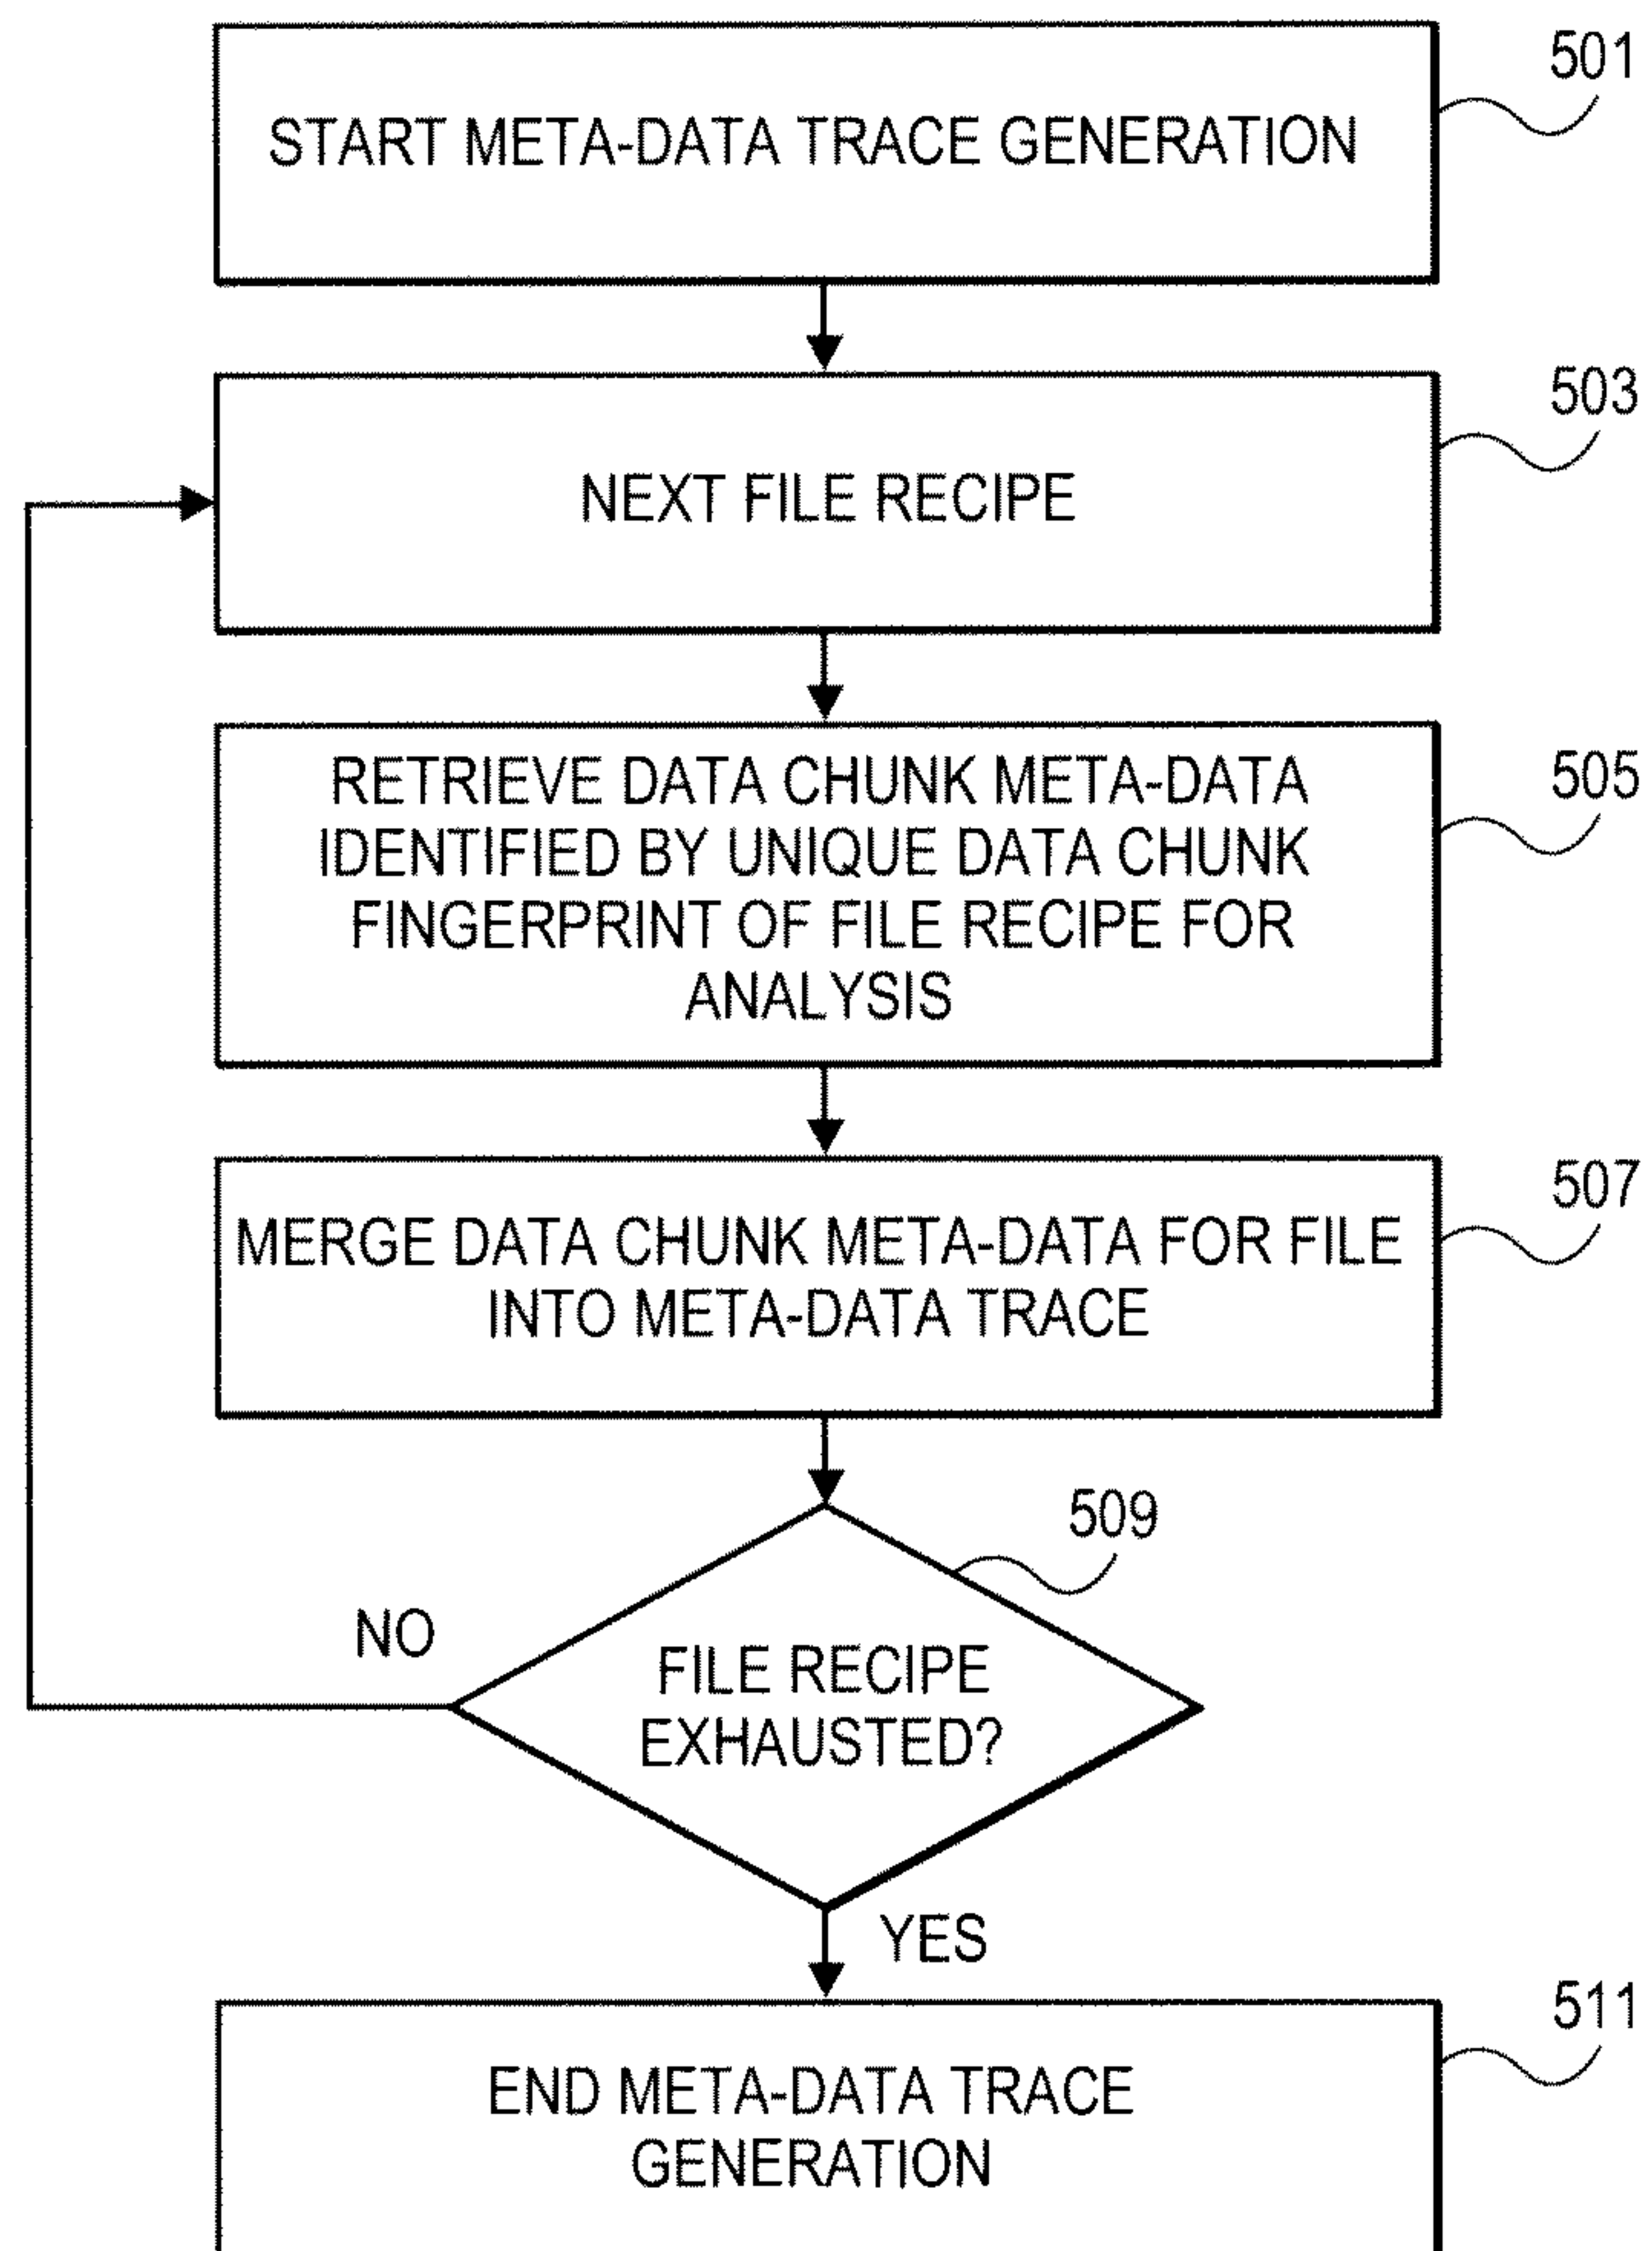 501
START META-DATA TRACE GENERATION
503
NEXT FILE RECIPE
505
RETRIEVE DATA CHUNK META-DATA
IDENTIFIED BY UNIQUE DATA CHUNK
FINGERPRINT OF FILE RECIPE FOR
ANALYSIS
507
MERGE DATA CHUNK META-DATA FOR FILE
INTO META-DATA TRACE
509
NO
FILE RECIPE
EXHAUSTED?
YES
511
END META-DATA TRACE
GENERATION